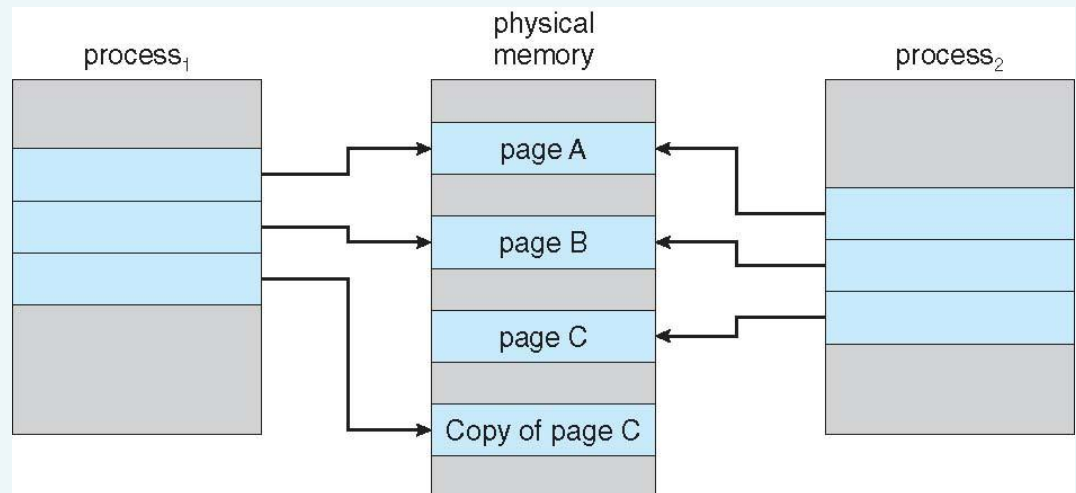 physical
memory
process₁
process₂
page A
page B
page C
Copy of page C